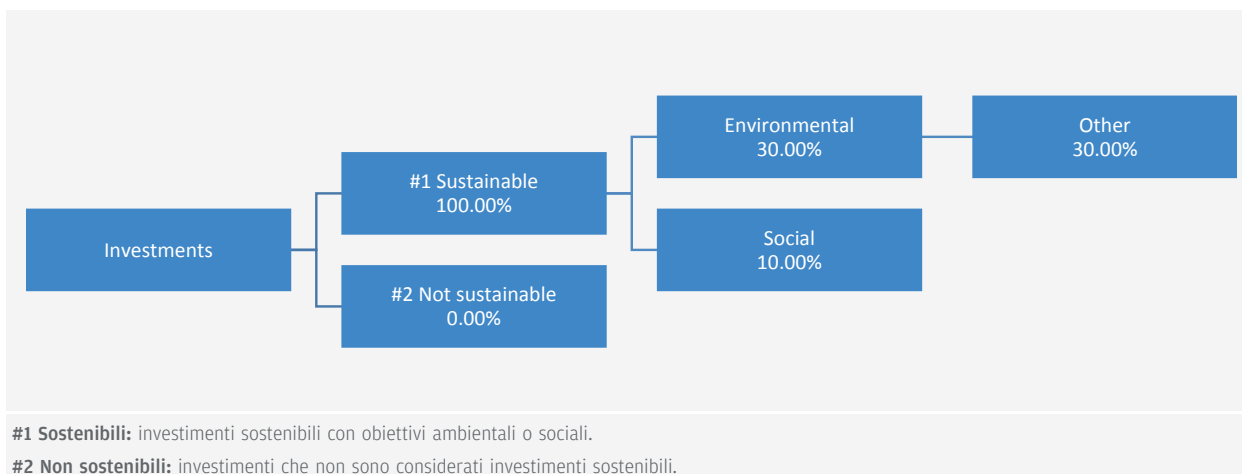 Investments
#1 Sustainable
100.00%
#2 Not sustainable
0.00%
Environmental
30.00%
Social
10.00%
Other
30.00%
#1 Sostenibili: investimenti sostenibili con obiettivi ambientali o sociali.
#2 Non sostenibili: investimenti che non sono considerati investimenti sostenibili.